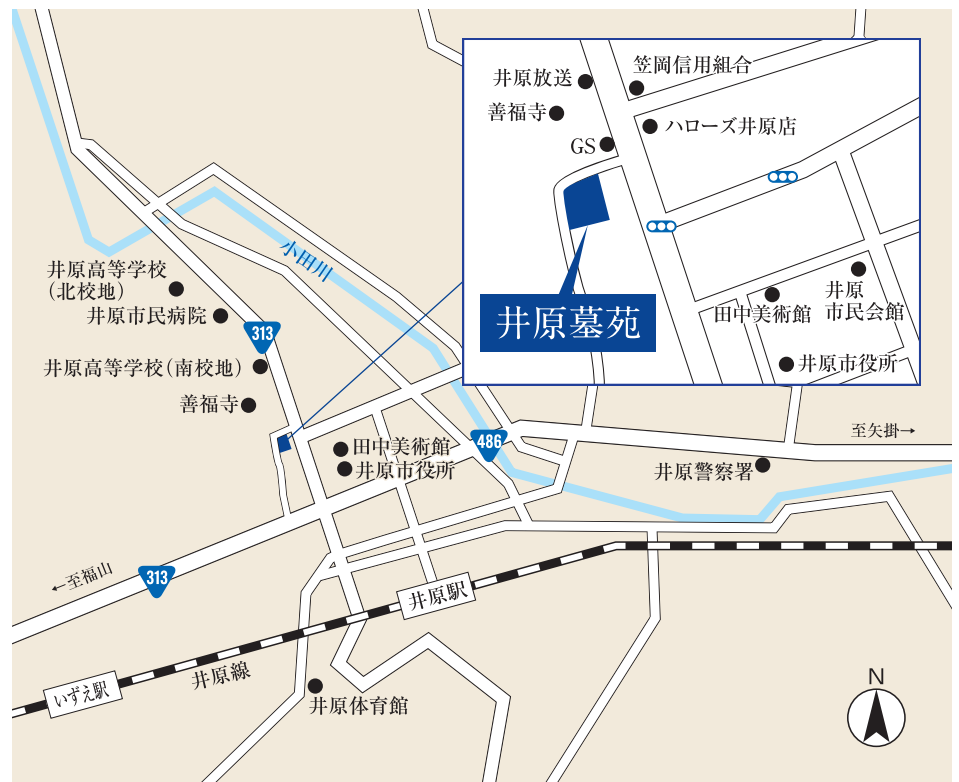 笠岡信用組合
井原放送
善福寺
ハローズ井原店
GS
井原墓苑
田中美術館
井原
市民会館
井原市役所
小田川
井原高等学校
(北校地)
井原市民病院
313
井原高等学校(南校地)
善福寺
田中美術館
井原市役所
486
至矢掛→
井原警察署
←至福山
313
井原駅
井原線
いずえ駅
井原体育館
N